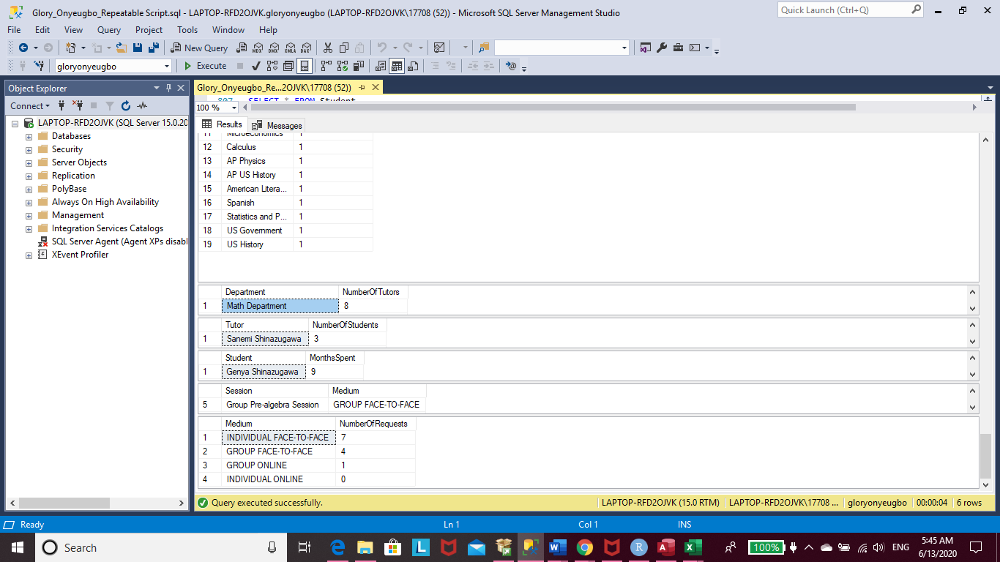 Glory_Onyeugbo_Repeatable Script.sql - LAPTOP-RFD2OJVK.gloryonyeugbo (LAPTOP-RFD2OJVK\17708 (52)) - Microsoft SQL Server Management Studio
Quick Launch (Ctrl+Q)
File Edit View Query Project Tools Window Help
New Query MDX DMX XMLA DAX
gloryonyeugbo Execute
Object Explorer
Connect
LAPTOP-RFD2OJVK (SQL Server 15.0.20
Databases
Security
Server Objects
Replication
PolyBase
Always On High Availability
Management
Integration Services Catalogs
SQL Server Agent (Agent XPs disabl
XEvent Profiler
Glory_Onyeugbo_Re...2OJVK\17708 (52))
807 SELECT * FROM Student
100 %
Results Messages
11 Microeconomics 1
12 Calculus 1
13 AP Physics 1
14 AP US History 1
15 American Litera... 1
16 Spanish 1
17 Statistics and P... 1
18 US Government 1
19 US History 1
Department NumberOfTutors
1 Math Department 8
Tutor NumberOfStudents
1 Sanemi Shinazugawa 3
Student MonthsSpent
1 Genya Shinazugawa 9
Session Medium
5 Group Pre-algebra Session GROUP FACE-TO-FACE
Medium NumberOfRequests
1 INDIVIDUAL FACE-TO-FACE 7
2 GROUP FACE-TO-FACE 4
3 GROUP ONLINE 1
4 INDIVIDUAL ONLINE 0
Query executed successfully. LAPTOP-RFD2OJVK (15.0 RTM) LAPTOP-RFD2OJVK\17708 ... gloryonyeugbo 00:00:04 6 rows
Ready Ln 1 Col 1 INS
Search 100% ENG
5:45 AM
6/13/2020